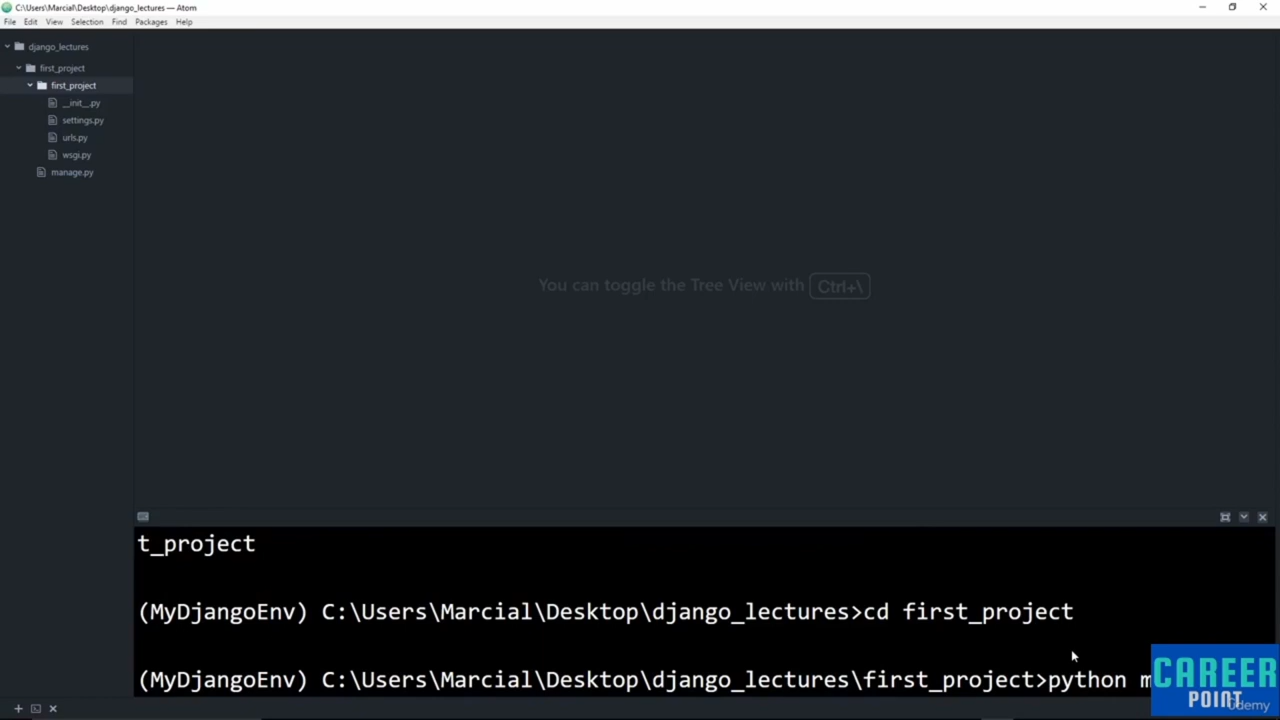 C:\Users\Marcial\Desktop\django_lectures — Atom
File Edit View Selection Find Packages Help
django_lectures
first_project
first_project
__init__.py
settings.py
urls.py
wsgi.py
manage.py
You can toggle the Tree View with Ctrl+\
t_project
(MyDjangoEnv) C:\Users\Marcial\Desktop\django_lectures>cd first_project
(MyDjangoEnv) C:\Users\Marcial\Desktop\django_lectures\first_project>python m
CAREER
POINT
Udemy